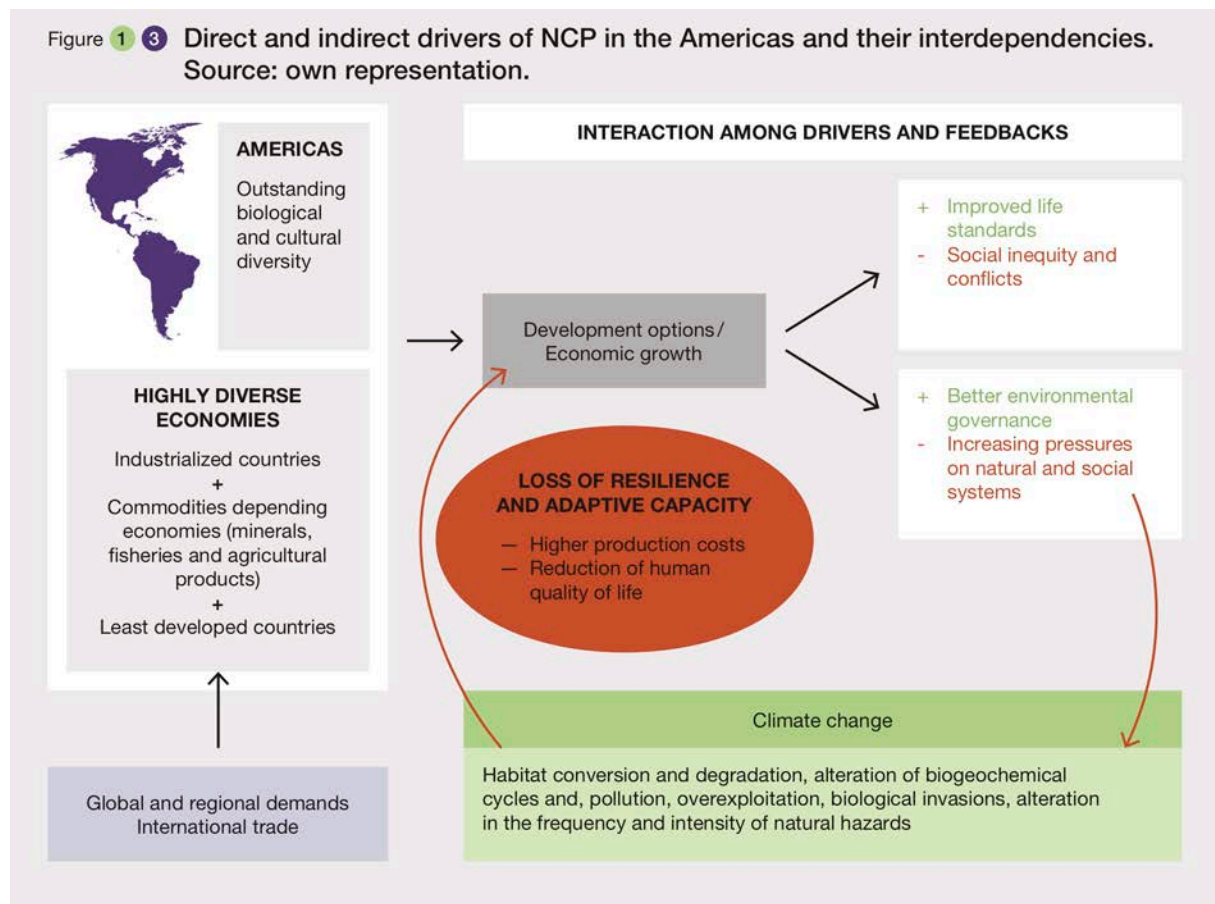 Figure 1 3 Direct and indirect drivers of NCP in the Americas and their interdependencies.
Source: own representation.
AMERICAS
Outstanding
biological
and cultural
diversity
HIGHLY DIVERSE
ECONOMIES
Industrialized countries
+
Commodities depending
economies (minerals,
fisheries and agricultural
products)
+
Least developed countries
Global and regional demands
International trade
INTERACTION AMONG DRIVERS AND FEEDBACKS
Development options/
Economic growth
+ Improved life
standards
- Social inequity and
conflicts
+ Better environmental
governance
- Increasing pressures
on natural and social
systems
LOSS OF RESILIENCE
AND ADAPTIVE CAPACITY
— Higher production costs
— Reduction of human
quality of life
Climate change
Habitat conversion and degradation, alteration of biogeochemical
cycles and, pollution, overexploitation, biological invasions, alteration
in the frequency and intensity of natural hazards